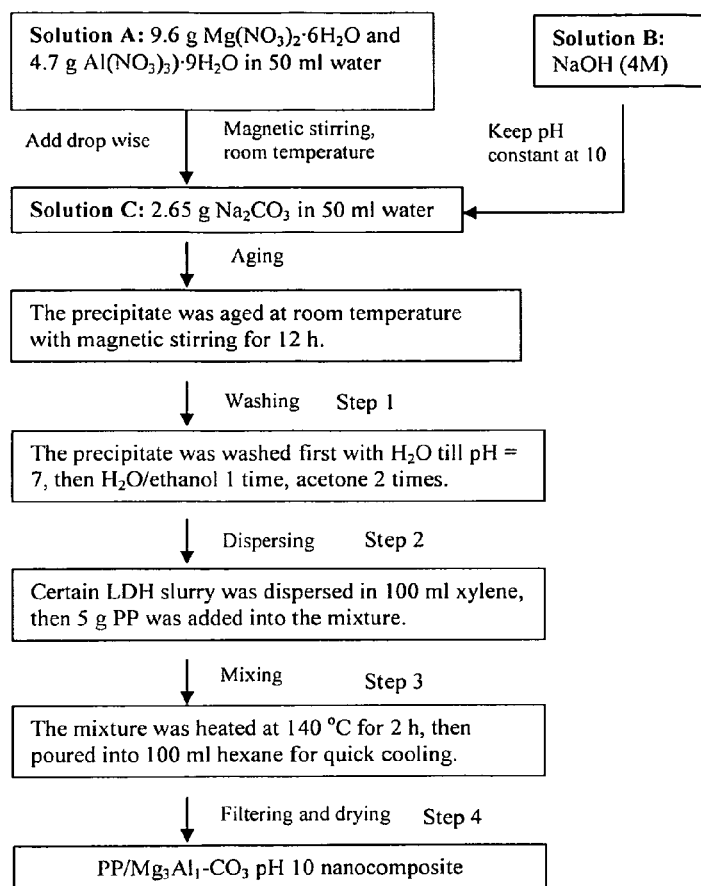 Solution A: 9.6 g Mg(NO₃)₂·6H₂O and
4.7 g Al(NO₃)₃)·9H₂O in 50 ml water
Solution B:
NaOH (4M)
Add drop wise
Magnetic stirring,
room temperature
Keep pH
constant at 10
Solution C: 2.65 g Na₂CO₃ in 50 ml water
Aging
The precipitate was aged at room temperature
with magnetic stirring for 12 h.
Washing Step 1
The precipitate was washed first with H₂O till pH =
7, then H₂O/ethanol 1 time, acetone 2 times.
Dispersing Step 2
Certain LDH slurry was dispersed in 100 ml xylene,
then 5 g PP was added into the mixture.
Mixing Step 3
The mixture was heated at 140 °C for 2 h, then
poured into 100 ml hexane for quick cooling.
Filtering and drying Step 4
PP/Mg₃Al₁-CO₃ pH 10 nanocomposite